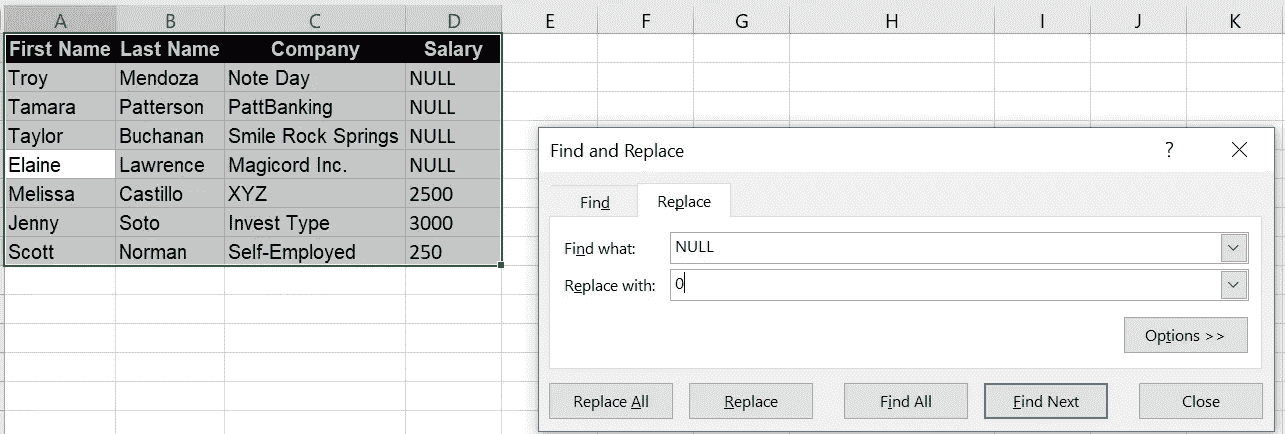 A B C D E F G H I J K
First Name Last Name Company Salary
Troy Mendoza Note Day NULL
Tamara Patterson PattBanking NULL
Taylor Buchanan Smile Rock Springs NULL
Elaine Lawrence Magicord Inc. NULL
Melissa Castillo XYZ 2500
Jenny Soto Invest Type 3000
Scott Norman Self-Employed 250
Find and Replace ? ×
Find Replace
Find what: NULL
Replace with: 0
Options >>
Replace All Replace Find All Find Next Close